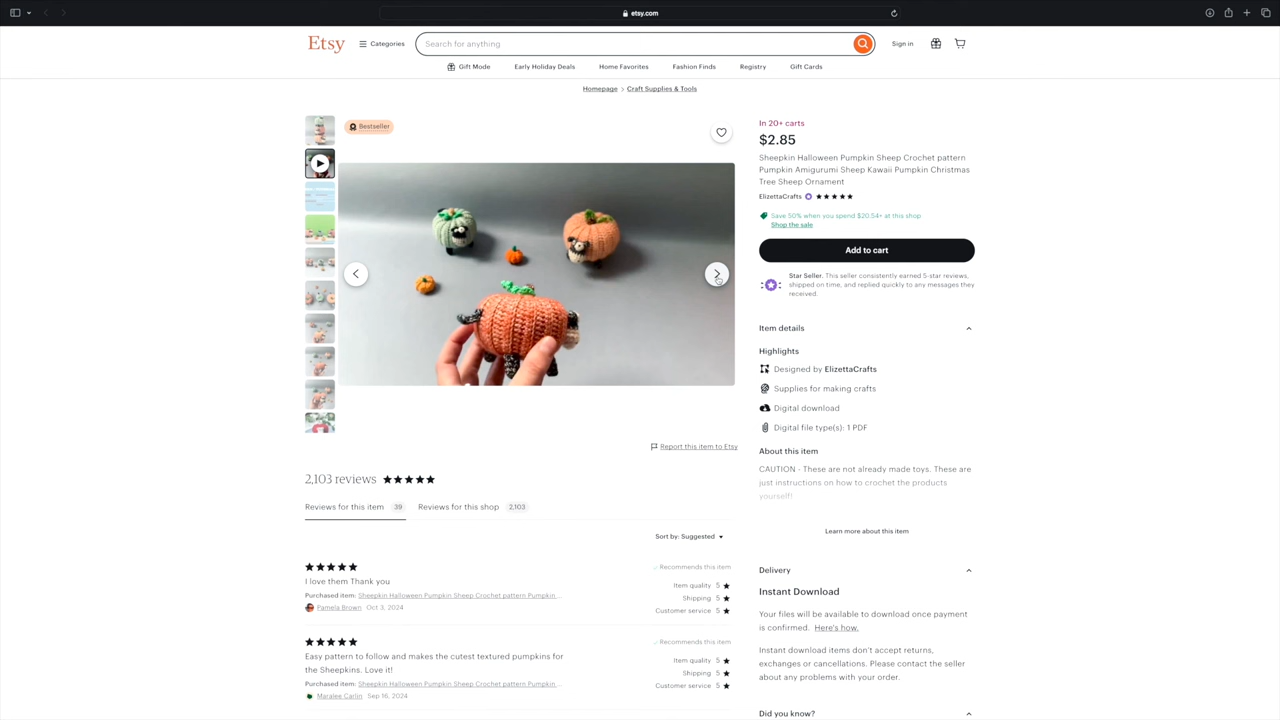 etsy.com
Etsy
Categories
Search for anything
Sign in
Gift Mode
Early Holiday Deals
Home Favorites
Fashion Finds
Registry
Gift Cards
Homepage > Craft Supplies & Tools
Bestseller
In 20+ carts
$2.85
Sheepkin Halloween Pumpkin Sheep Crochet pattern
Pumpkin Amigurumi Sheep Kawaii Pumpkin Christmas
Tree Sheep Ornament
ElizettaCrafts
Save 50% when you spend $20.54+ at this shop
Shop the sale
Add to cart
Star Seller. This seller consistently earned 5-star reviews,
shipped on time, and replied quickly to any messages they
received.
Item details
Highlights
Designed by ElizettaCrafts
Supplies for making crafts
Digital download
Digital file type(s): 1 PDF
About this item
CAUTION - These are not already made toys. These are
just instructions on how to crochet the products
yourself!
Learn more about this item
Delivery
Instant Download
Your files will be available to download once payment
is confirmed. Here's how.
Instant download items don't accept returns,
exchanges or cancellations. Please contact the seller
about any problems with your order.
Did you know?
Report this item to Etsy
2,103 reviews
Reviews for this item 39
Reviews for this shop 2,103
Sort by: Suggested
I love them Thank you
Purchased item: Sheepkin Halloween Pumpkin Sheep Crochet pattern Pumpkin ...
Pamela Brown Oct 3, 2024
Recommends this item
Item quality 5
Shipping 5
Customer service 5
Easy pattern to follow and makes the cutest textured pumpkins for
the Sheepkins. Love it!
Purchased item: Sheepkin Halloween Pumpkin Sheep Crochet pattern Pumpkin ...
Maralee Carlin Sep 16, 2024
Recommends this item
Item quality 5
Shipping 5
Customer service 5